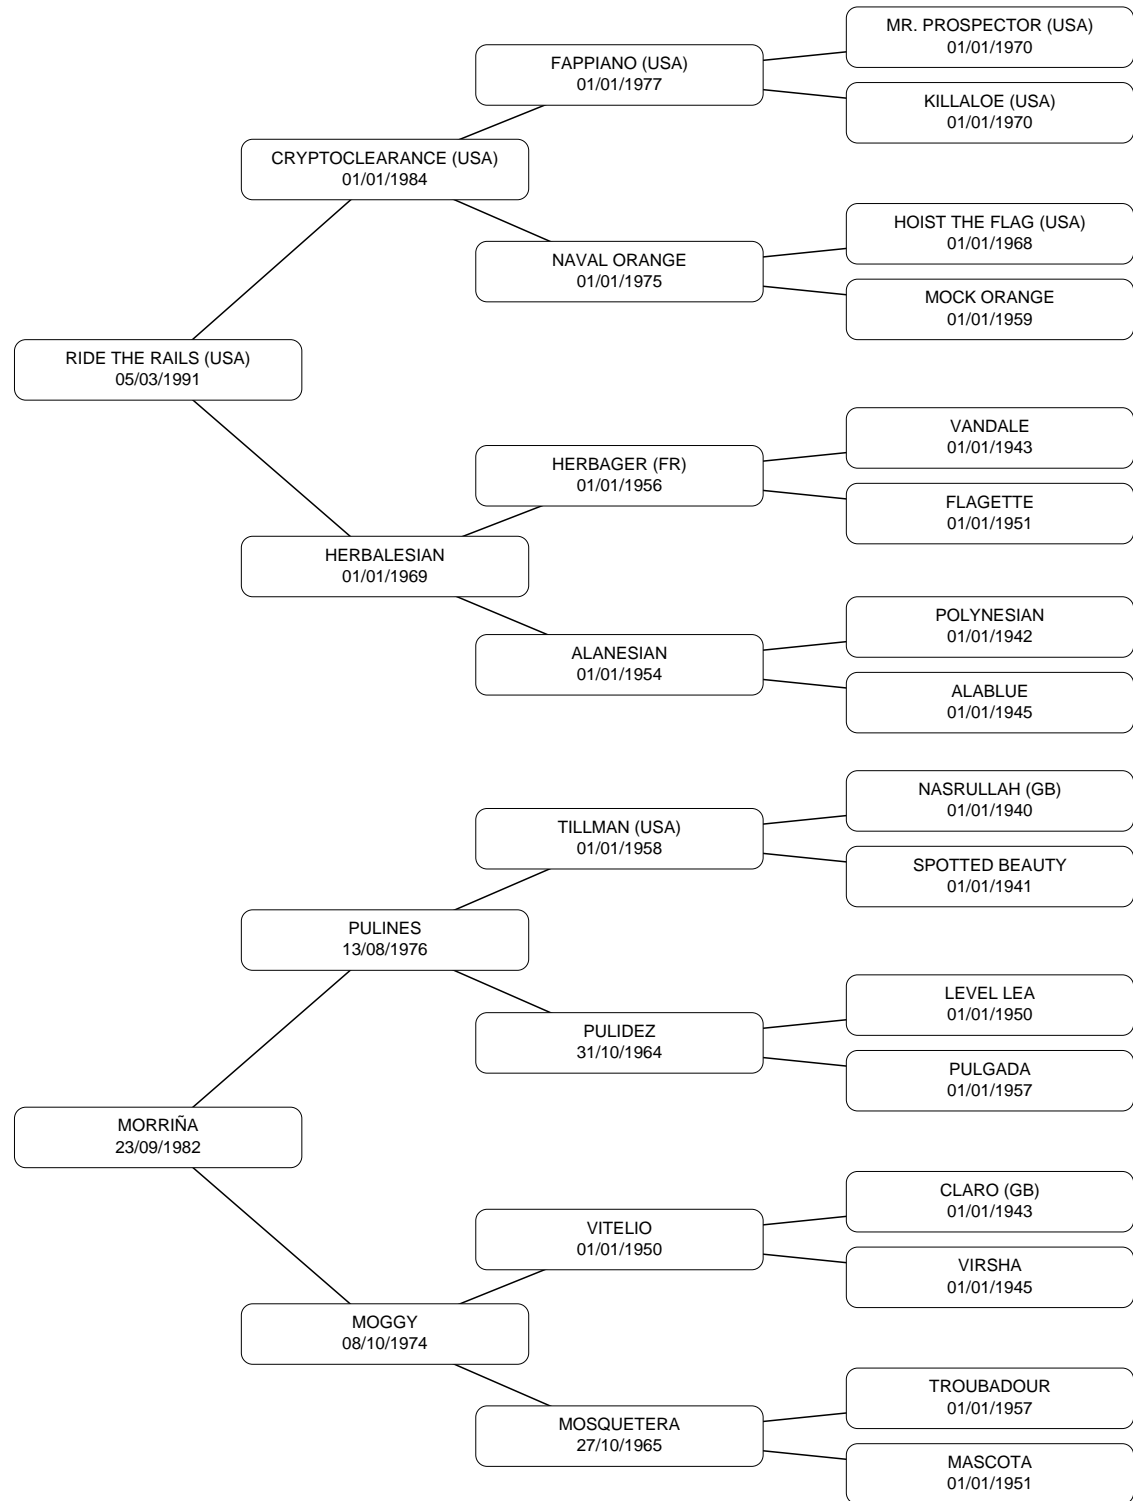 MR. PROSPECTOR (USA)
01/01/1970
FAPPIANO (USA)
01/01/1977
KILLALOE (USA)
01/01/1970
CRYPTOCLEARANCE (USA)
01/01/1984
HOIST THE FLAG (USA)
01/01/1968
NAVAL ORANGE
01/01/1975
MOCK ORANGE
01/01/1959
RIDE THE RAILS (USA)
05/03/1991
VANDALE
01/01/1943
HERBAGER (FR)
01/01/1956
FLAGETTE
01/01/1951
HERBALESIAN
01/01/1969
POLYNESIAN
01/01/1942
ALANESIAN
01/01/1954
ALABLUE
01/01/1945
NASRULLAH (GB)
01/01/1940
TILLMAN (USA)
01/01/1958
SPOTTED BEAUTY
01/01/1941
PULINES
13/08/1976
LEVEL LEA
01/01/1950
PULIDEZ
31/10/1964
PULGADA
01/01/1957
MORRIÑA
23/09/1982
CLARO (GB)
01/01/1943
VITELIO
01/01/1950
VIRSHA
01/01/1945
MOGGY
08/10/1974
TROUBADOUR
01/01/1957
MOSQUETERA
27/10/1965
MASCOTA
01/01/1951